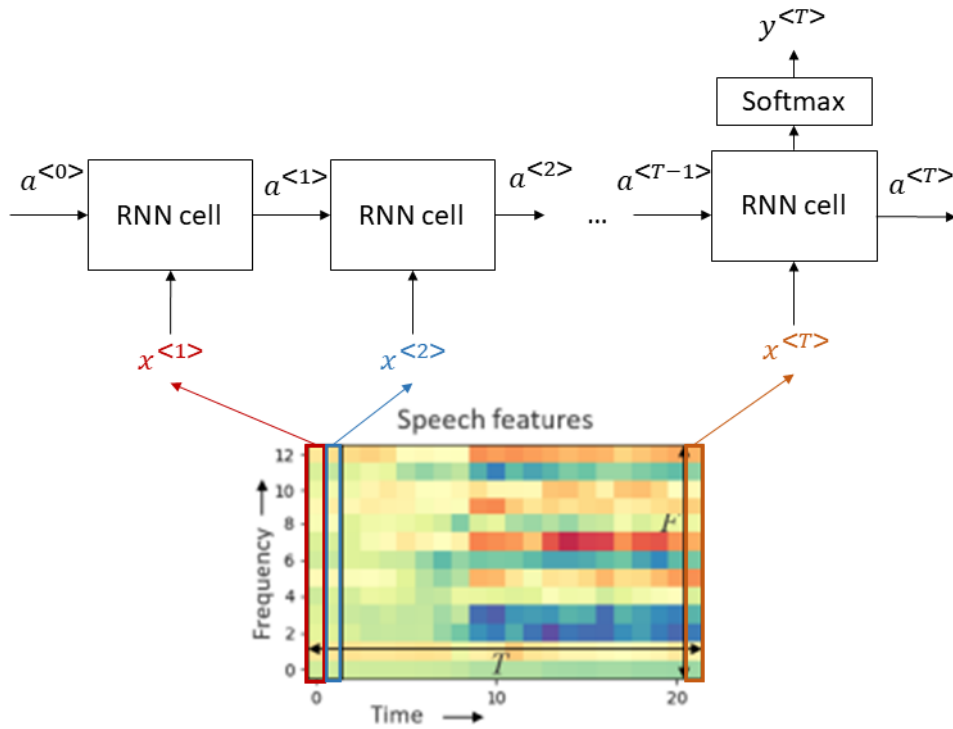 y<T>
Softmax
a<0>
a<1>
a<2>
a<T−1>
a<T>
RNN cell
RNN cell
...
RNN cell
x<1>
x<2>
x<T>
Speech features
12
10
8
6
4
2
0
Frequency
F
T
0
10
20
Time